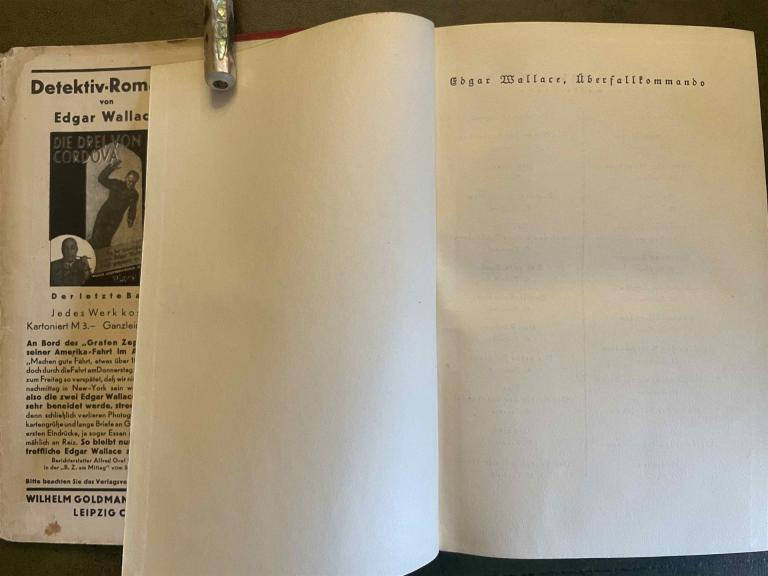 Detektiv-Rom
von
Edgar Wallac
DIE DREI VON
CORDOVA
Der letzte Ba
Jedes Werk kos
Kartoniert M 3.— Ganzlei
An Bord des „Grafen Zep
seiner Amerika-Fahrt im A
„Machen gute Fahrt, etwas über 1
doch durch die Fahrt am Donnerstag
zum Freitag so verspätet, daß wir ni
nachmittag in New-York sein w
also die zwei Edgar Wallace
sehr beneidet werde, stre
denn schließlich verlieren Photog
kartengrüße und lange Briefe an G
ersten Eindrücke, ja sogar Essen
mählich an Reiz. So bleibt nu
treffliche Edgar Wallace
Berichterstatter Alfred Graf
in der „B. Z. am Mittag" vom
Bitte beachten Sie das Verlagsve
WILHELM GOLDMAN
LEIPZIG C
Edgar Wallace, Überfallkommando